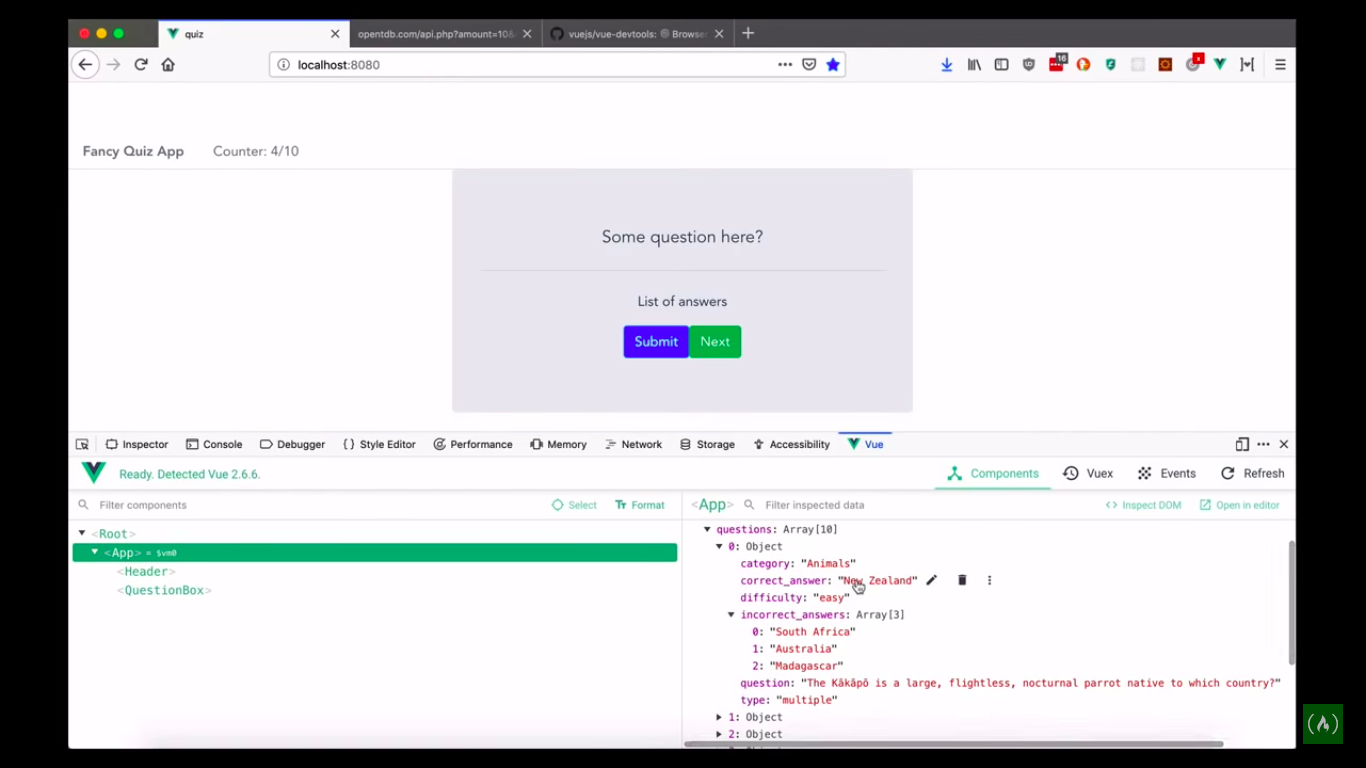 quiz
opentdb.com/api.php?amount=10&
vuejs/vue-devtools: Browse
localhost:8080
16
x
Fancy Quiz App
Counter: 4/10
Some question here?
List of answers
Submit
Next
Inspector
Console
Debugger
{ } Style Editor
Performance
Memory
Network
Storage
Accessibility
Vue
Ready. Detected Vue 2.6.6.
Components
Vuex
Events
Refresh
Filter components
Select
Format
<App>
Filter inspected data
<> Inspect DOM
Open in editor
<Root>
<App> = $vm0
<Header>
<QuestionBox>
questions: Array[10]
0: Object
category: "Animals"
correct_answer: "New Zealand"
difficulty: "easy"
incorrect_answers: Array[3]
0: "South Africa"
1: "Australia"
2: "Madagascar"
question: "The Kākāpō is a large, flightless, nocturnal parrot native to which country?"
type: "multiple"
1: Object
2: Object